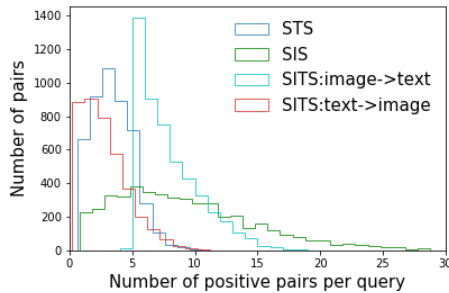 1400
1200
1000
800
600
400
200
0
Number of pairs
STS
SIS
SITS:image->text
SITS:text->image
0 5 10 15 20 25 30
Number of positive pairs per query